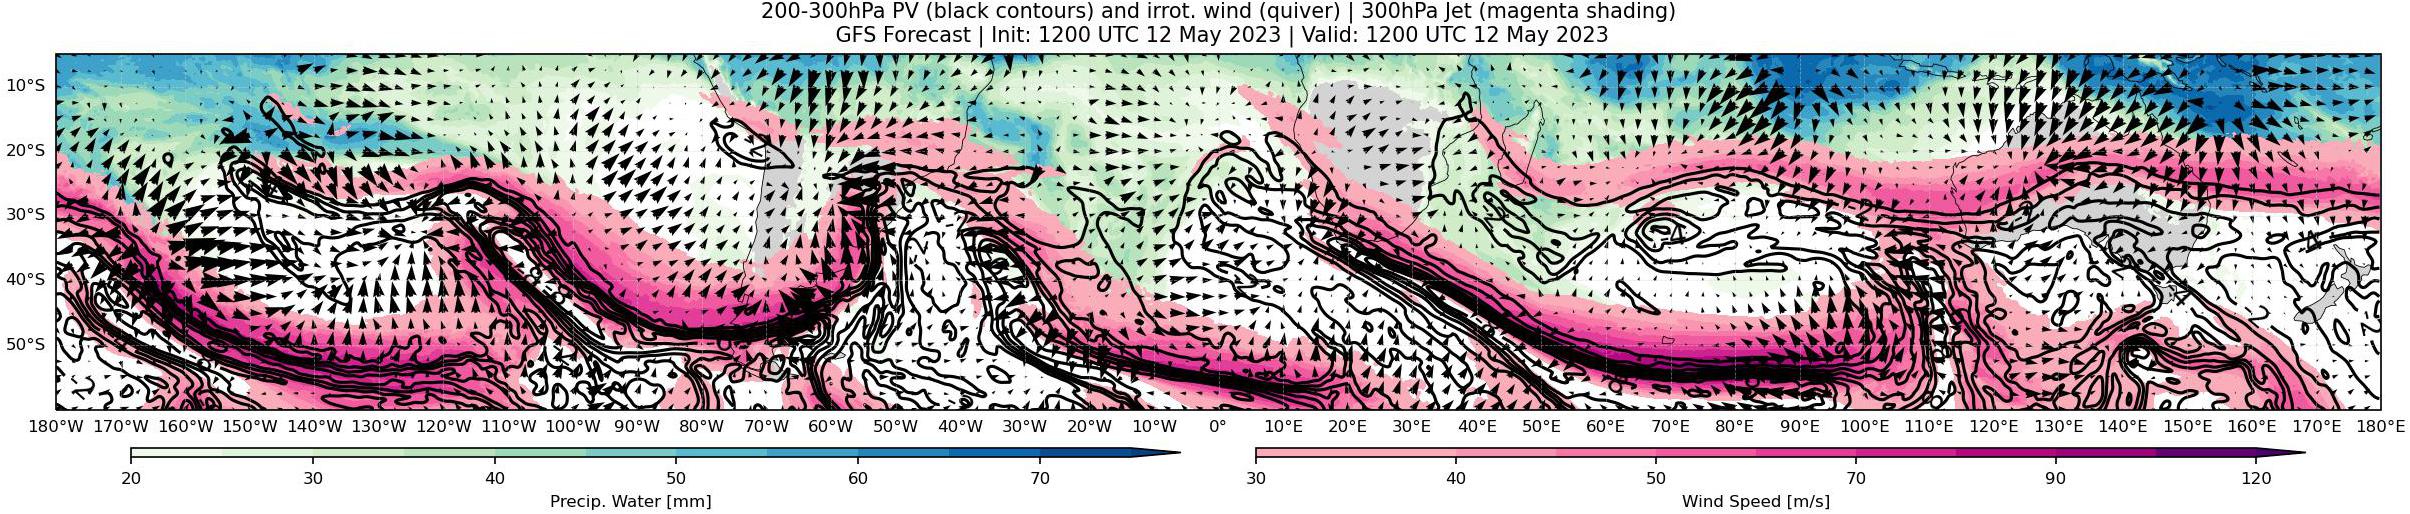 200-300hPa PV (black contours) and irrot. wind (quiver) | 300hPa Jet (magenta shading)
GFS Forecast | Init: 1200 UTC 12 May 2023 | Valid: 1200 UTC 12 May 2023
10°S
20°S
30°S
40°S
50°S
180°W 170°W 160°W 150°W 140°W 130°W 120°W 110°W 100°W 90°W 80°W 70°W 60°W 50°W 40°W 30°W 20°W 10°W 0° 10°E 20°E 30°E 40°E 50°E 60°E 70°E 80°E 90°E 100°E 110°E 120°E 130°E 140°E 150°E 160°E 170°E 180°E
20 30 40 50 60 70
Precip. Water [mm]
30 40 50 70 90 120
Wind Speed [m/s]